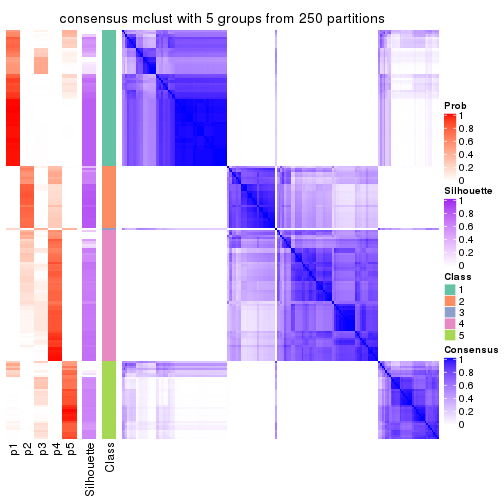 consensus mclust with 5 groups from 250 partitions
Prob
1
0.8
0.6
0.4
0.2
0
Silhouette
1
0.8
0.6
0.4
0.2
0
Class
1
2
3
4
5
Consensus
1
0.8
0.6
0.4
0.2
0
p1
p2
p3
p4
p5
Silhouette
Class